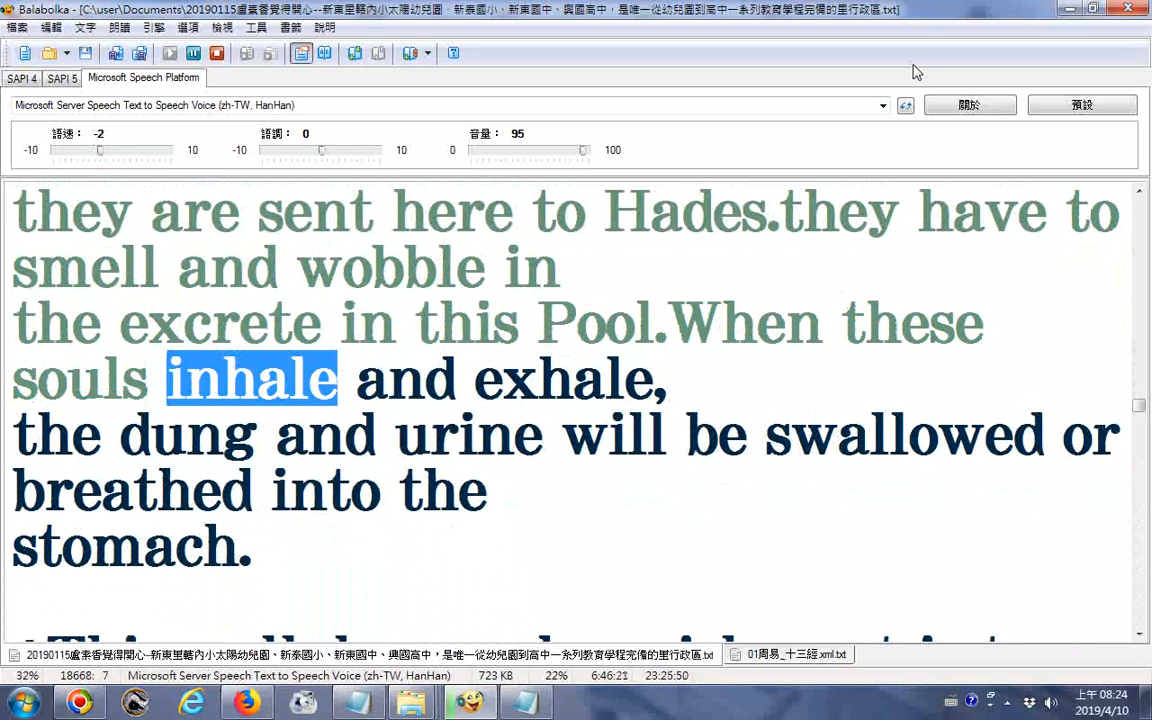 Balabolka - [C:\user\Documents\20190115盧素香覺得開心--新東里轄內小太陽幼兒園、新泰國小、新東國中、興國高中，是唯一從幼兒園到高中一系列教育學程完備的里行政區.txt]
檔案 編輯 文字 朗讀 引擎 選項 檢視 工具 書籤 說明
SAPI 4 SAPI 5 Microsoft Speech Platform
Microsoft Server Speech Text to Speech Voice (zh-TW, HanHan) 關於 預設
語速： -2 語調： 0 音量： 95
-10 10 -10 10 0 100
they are sent here to Hades.they have to
smell and wobble in
the excrete in this Pool.When these
souls inhale and exhale,
the dung and urine will be swallowed or
breathed into the
stomach.
20190115盧素香覺得開心--新東里轄內小太陽幼兒園、新泰國小、新東國中、興國高中，是唯一從幼兒園到高中一系列教育學程完備的里行政區.txt 01周易_十三經.xml.txt
32% 18668: 7 Microsoft Server Speech Text to Speech Voice (zh-TW, HanHan) 723 KB 22% 6:46:21 23:25:50
上午 08:24
2019/4/10